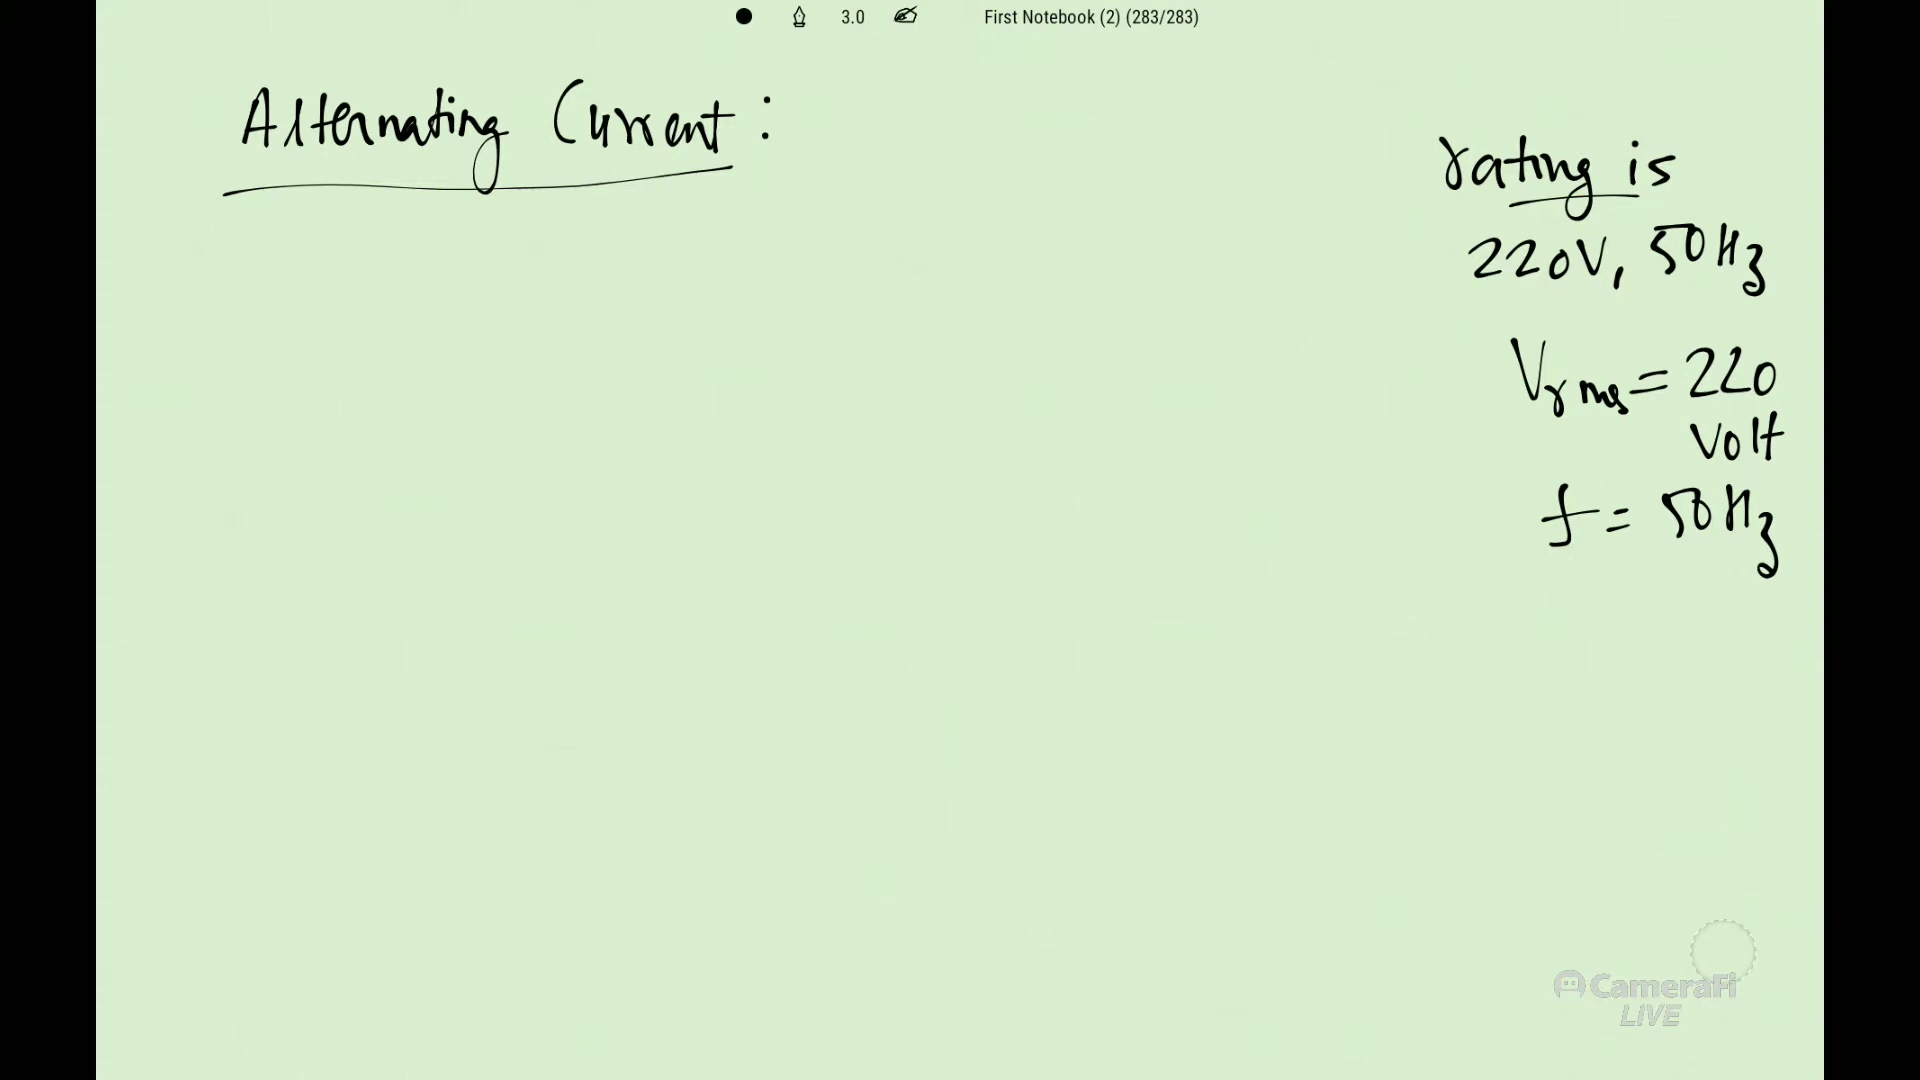 3.0 First Notebook (2) (283/283)
Alternating Current :
rating is
220V, 50Hz
Vrms = 220
Volt
f = 50Hz
CameraFi
LIVE